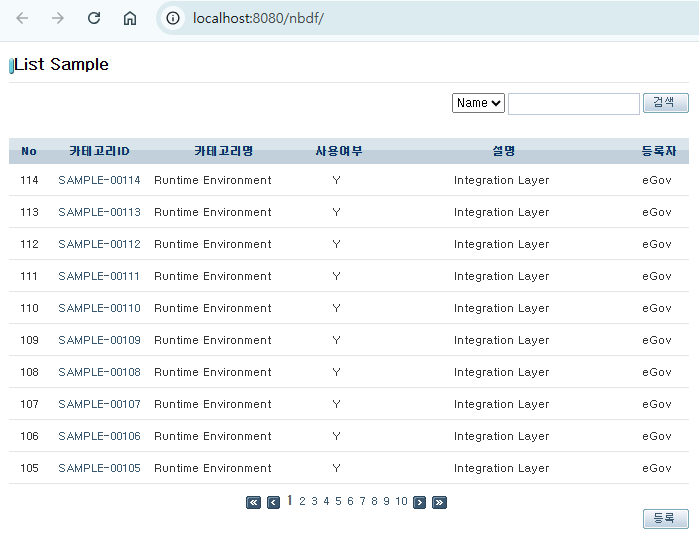 localhost:8080/nbdf/
List Sample
Name 검색
No 카테고리ID 카테고리명 사용여부 설명 등록자
114 SAMPLE-00114 Runtime Environment Y Integration Layer eGov
113 SAMPLE-00113 Runtime Environment Y Integration Layer eGov
112 SAMPLE-00112 Runtime Environment Y Integration Layer eGov
111 SAMPLE-00111 Runtime Environment Y Integration Layer eGov
110 SAMPLE-00110 Runtime Environment Y Integration Layer eGov
109 SAMPLE-00109 Runtime Environment Y Integration Layer eGov
108 SAMPLE-00108 Runtime Environment Y Integration Layer eGov
107 SAMPLE-00107 Runtime Environment Y Integration Layer eGov
106 SAMPLE-00106 Runtime Environment Y Integration Layer eGov
105 SAMPLE-00105 Runtime Environment Y Integration Layer eGov
1 2 3 4 5 6 7 8 9 10
등록